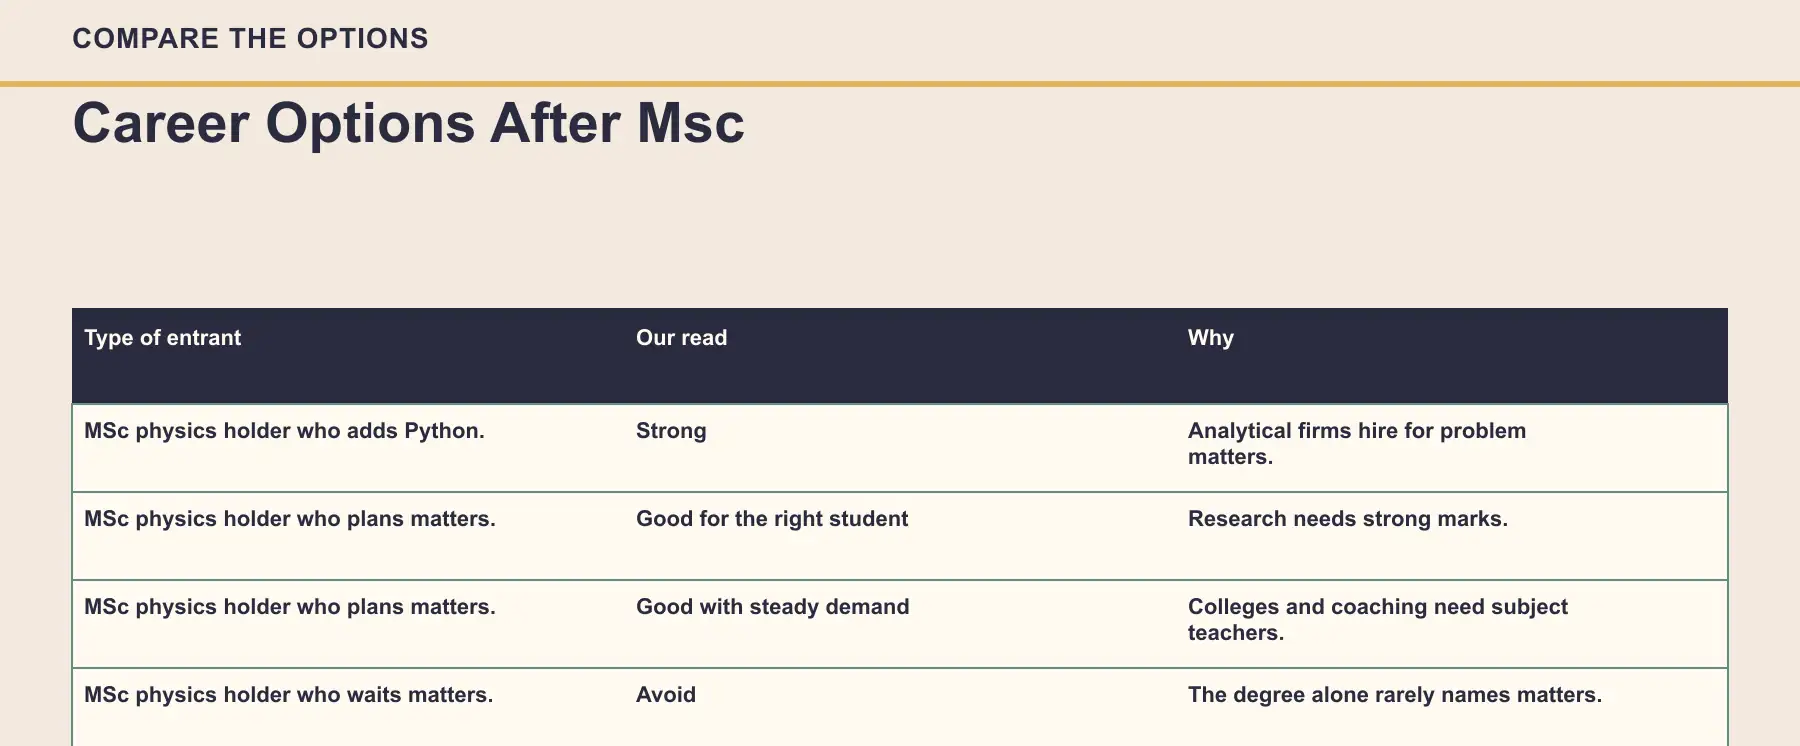 COMPARE THE OPTIONS
Career Options After Msc
Type of entrant
Our read
Why
MSc physics holder who adds Python.
Strong
Analytical firms hire for problem
matters.
MSc physics holder who plans matters.
Good for the right student
Research needs strong marks.
MSc physics holder who plans matters.
Good with steady demand
Colleges and coaching need subject
teachers.
MSc physics holder who waits matters.
Avoid
The degree alone rarely names matters.